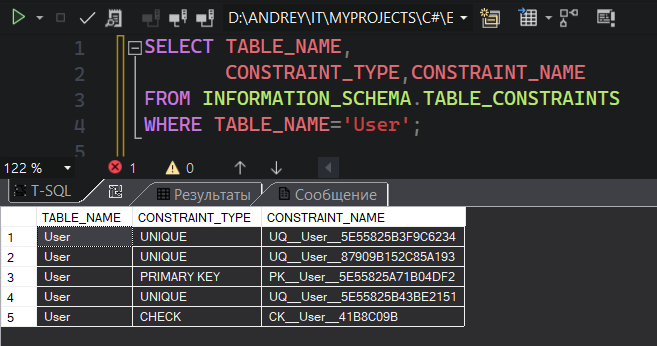 D:\ANDREY\IT\MYPROJECTS\C#\E
1 SELECT TABLE_NAME,
2 CONSTRAINT_TYPE,CONSTRAINT_NAME
3 FROM INFORMATION_SCHEMA.TABLE_CONSTRAINTS
4 WHERE TABLE_NAME='User';
5
122 % 1 0
T-SQL Результаты Сообщение
TABLE_NAME CONSTRAINT_TYPE CONSTRAINT_NAME
1 User UNIQUE UQ__User__5E55825B3F9C6234
2 User UNIQUE UQ__User__87909B152C85A193
3 User PRIMARY KEY PK__User__5E55825A71B04DF2
4 User UNIQUE UQ__User__5E55825B43BE2151
5 User CHECK CK__User__41B8C09B